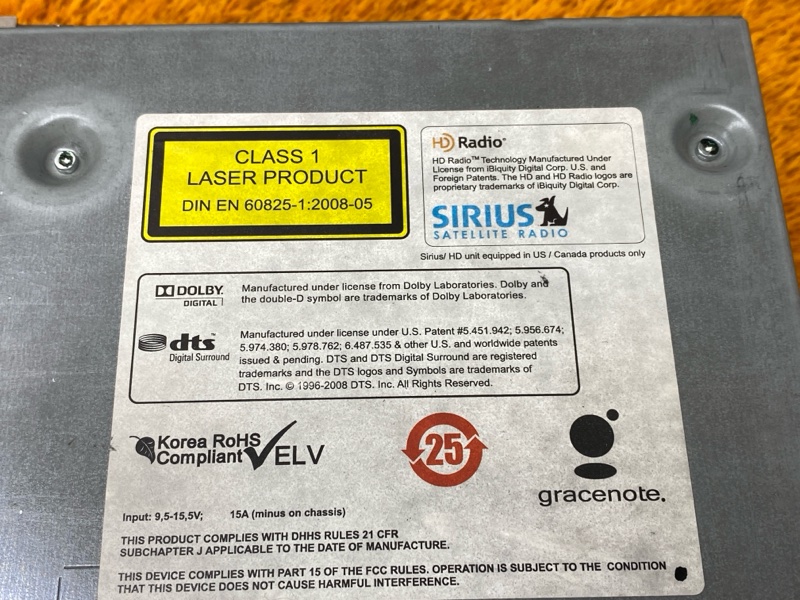 CLASS 1
LASER PRODUCT
DIN EN 60825-1:2008-05
HD Radio™
HD Radio™ Technology Manufactured Under
License from iBiquity Digital Corp. U.S. and
Foreign Patents. The HD and HD Radio logos are
proprietary trademarks of iBiquity Digital Corp.
SIRIUS
SATELLITE RADIO
Sirius/ HD unit equipped in US / Canada products only
DOLBY
DIGITAL
Manufactured under license from Dolby Laboratories. Dolby and
the double-D symbol are trademarks of Dolby Laboratories.
dts™
Digital Surround
Manufactured under license under U.S. Patent #5.451.942; 5.956.674;
5.974.380; 5.978.762; 6.487.535 & other U.S. and worldwide patents
issued & pending. DTS and DTS Digital Surround are registered
trademarks and the DTS logos and Symbols are trademarks of
DTS. Inc. © 1996-2008 DTS. Inc. All Rights Reserved.
Korea RoHS
Compliant
ELV
25
gracenote.
Input: 9,5-15,5V; 15A (minus on chassis)
THIS PRODUCT COMPLIES WITH DHHS RULES 21 CFR
SUBCHAPTER J APPLICABLE TO THE DATE OF MANUFACTURE.
THIS DEVICE COMPLIES WITH PART 15 OF THE FCC RULES. OPERATION IS SUBJECT TO THE CONDITION
THAT THIS DEVICE DOES NOT CAUSE HARMFUL INTERFERENCE.